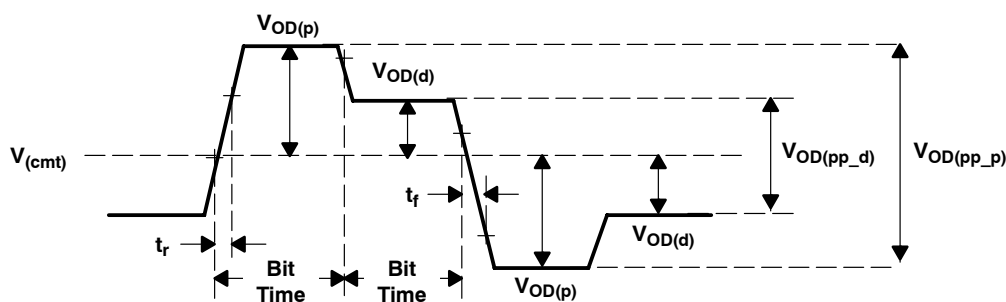 VOD(p)
VOD(d)
V(cmt)
VOD(pp_d)
VOD(pp_p)
tf
tr
VOD(d)
Bit
Time
Bit
Time
VOD(p)